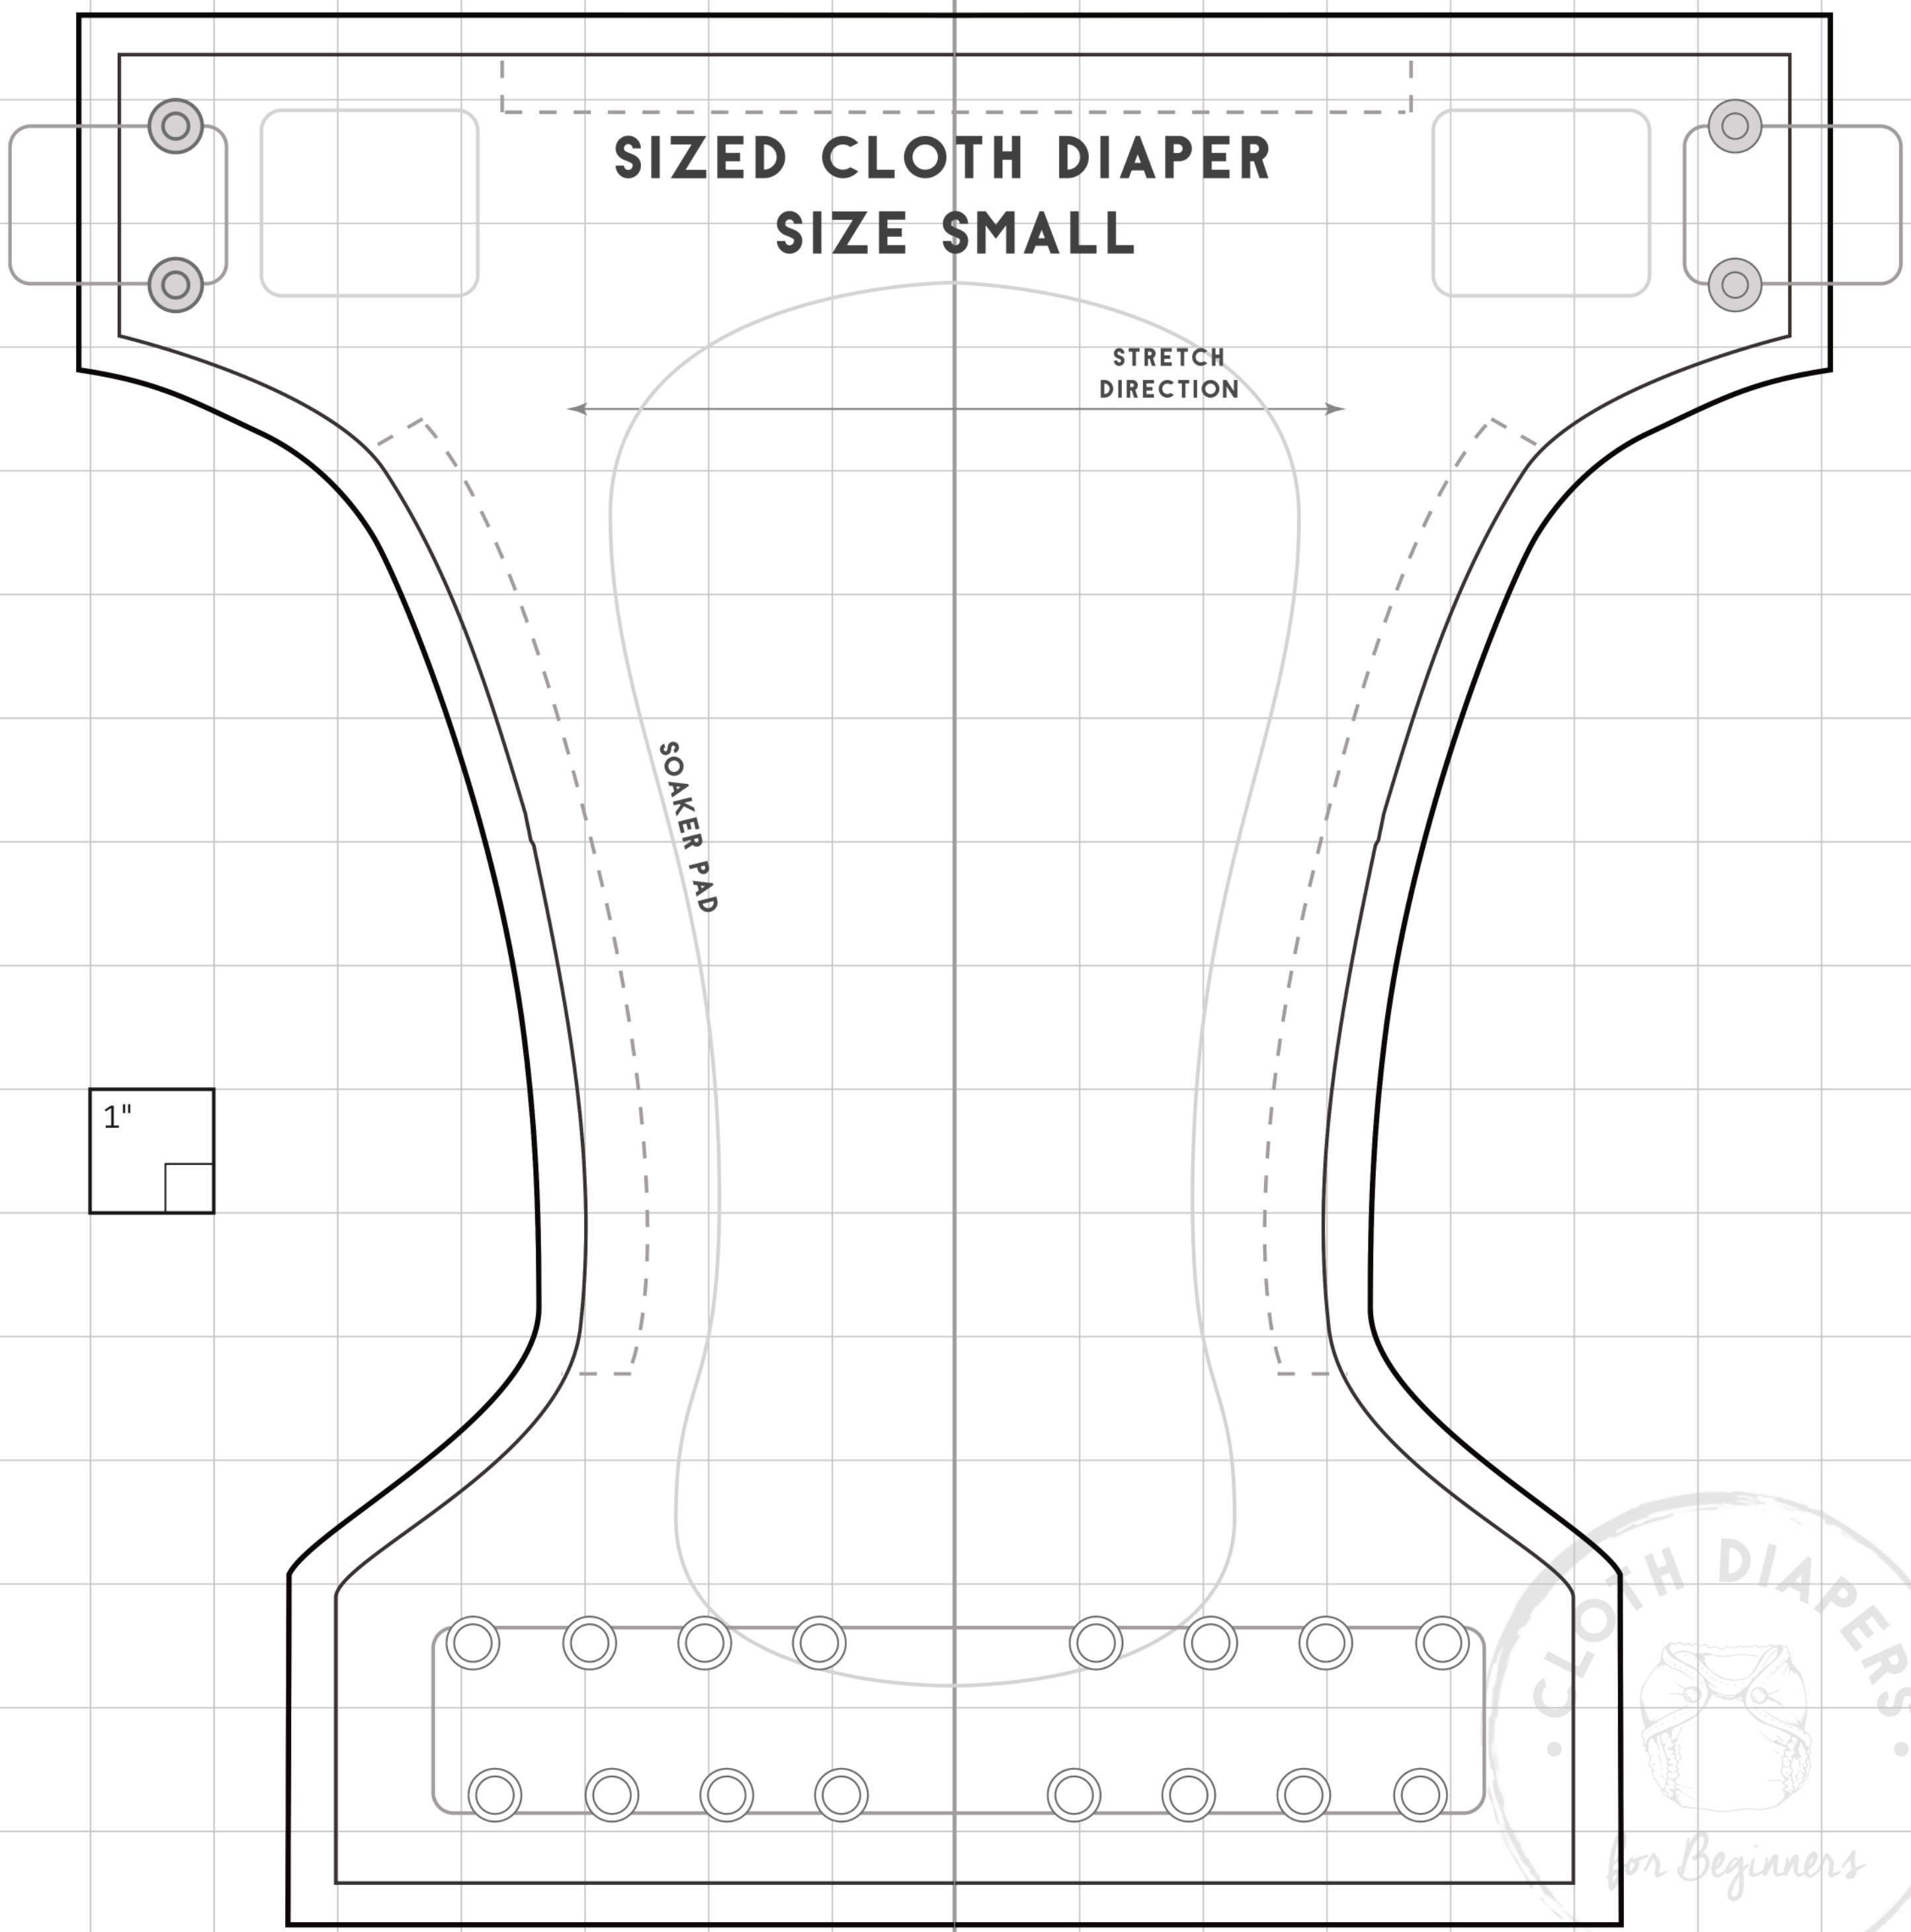 SIZED CLOTH DIAPER
SIZE SMALL
STRETCH
DIRECTION
SOAKER PAD
1"
• CLOTH DIAPERS •
for Beginners